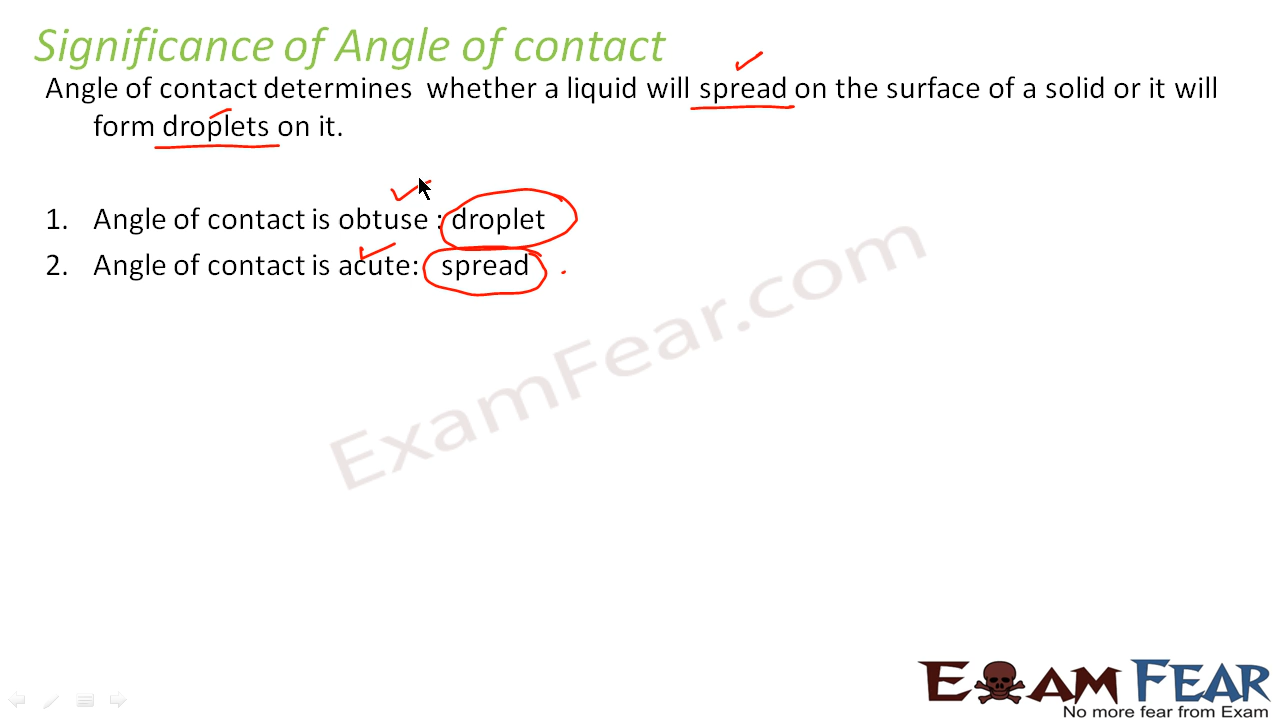 Significance of Angle of contact
Angle of contact determines whether a liquid will spread on the surface of a solid or it will
form droplets on it.
1. Angle of contact is obtuse : droplet
2. Angle of contact is acute: spread
ExamFear.com
EXAM FEAR
No more fear from Exam